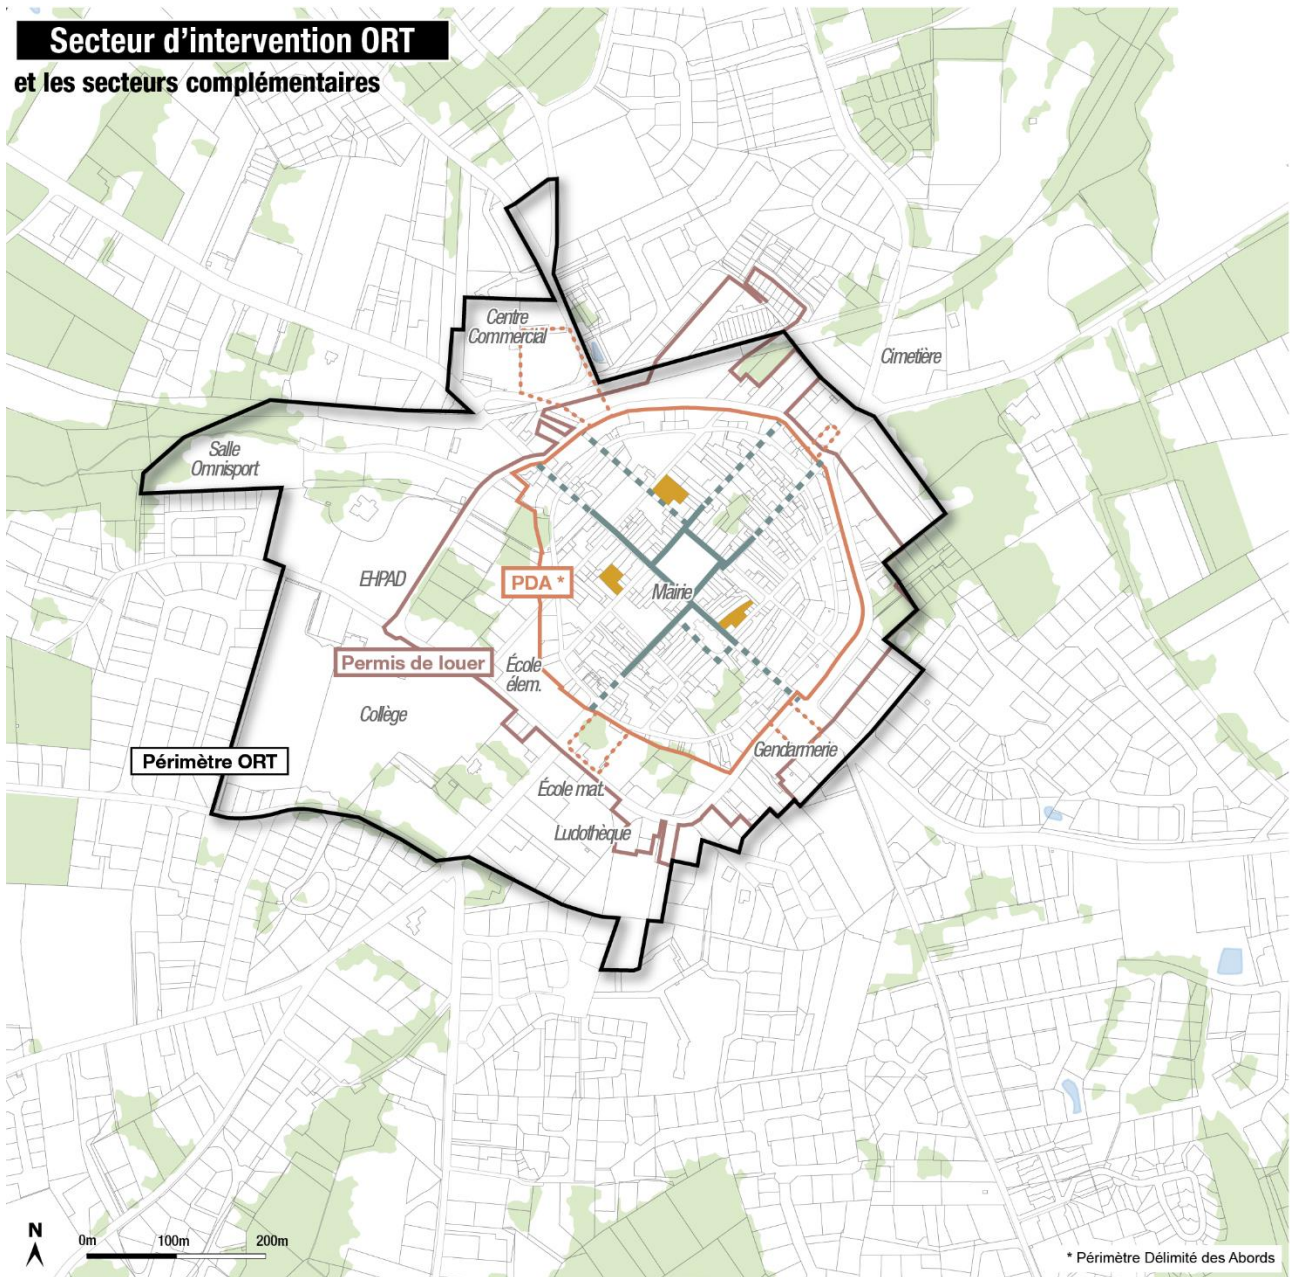 Secteur d'intervention ORT
et les secteurs complémentaires
Centre
Commercial
Cimetière
Salle
Omnisport
EHPAD
PDA *
Mairie
Permis de louer
École
élem.
Collège
Gendarmerie
Périmètre ORT
École mat.
Ludothèque
N
0m 100m 200m
* Périmètre Délimité des Abords